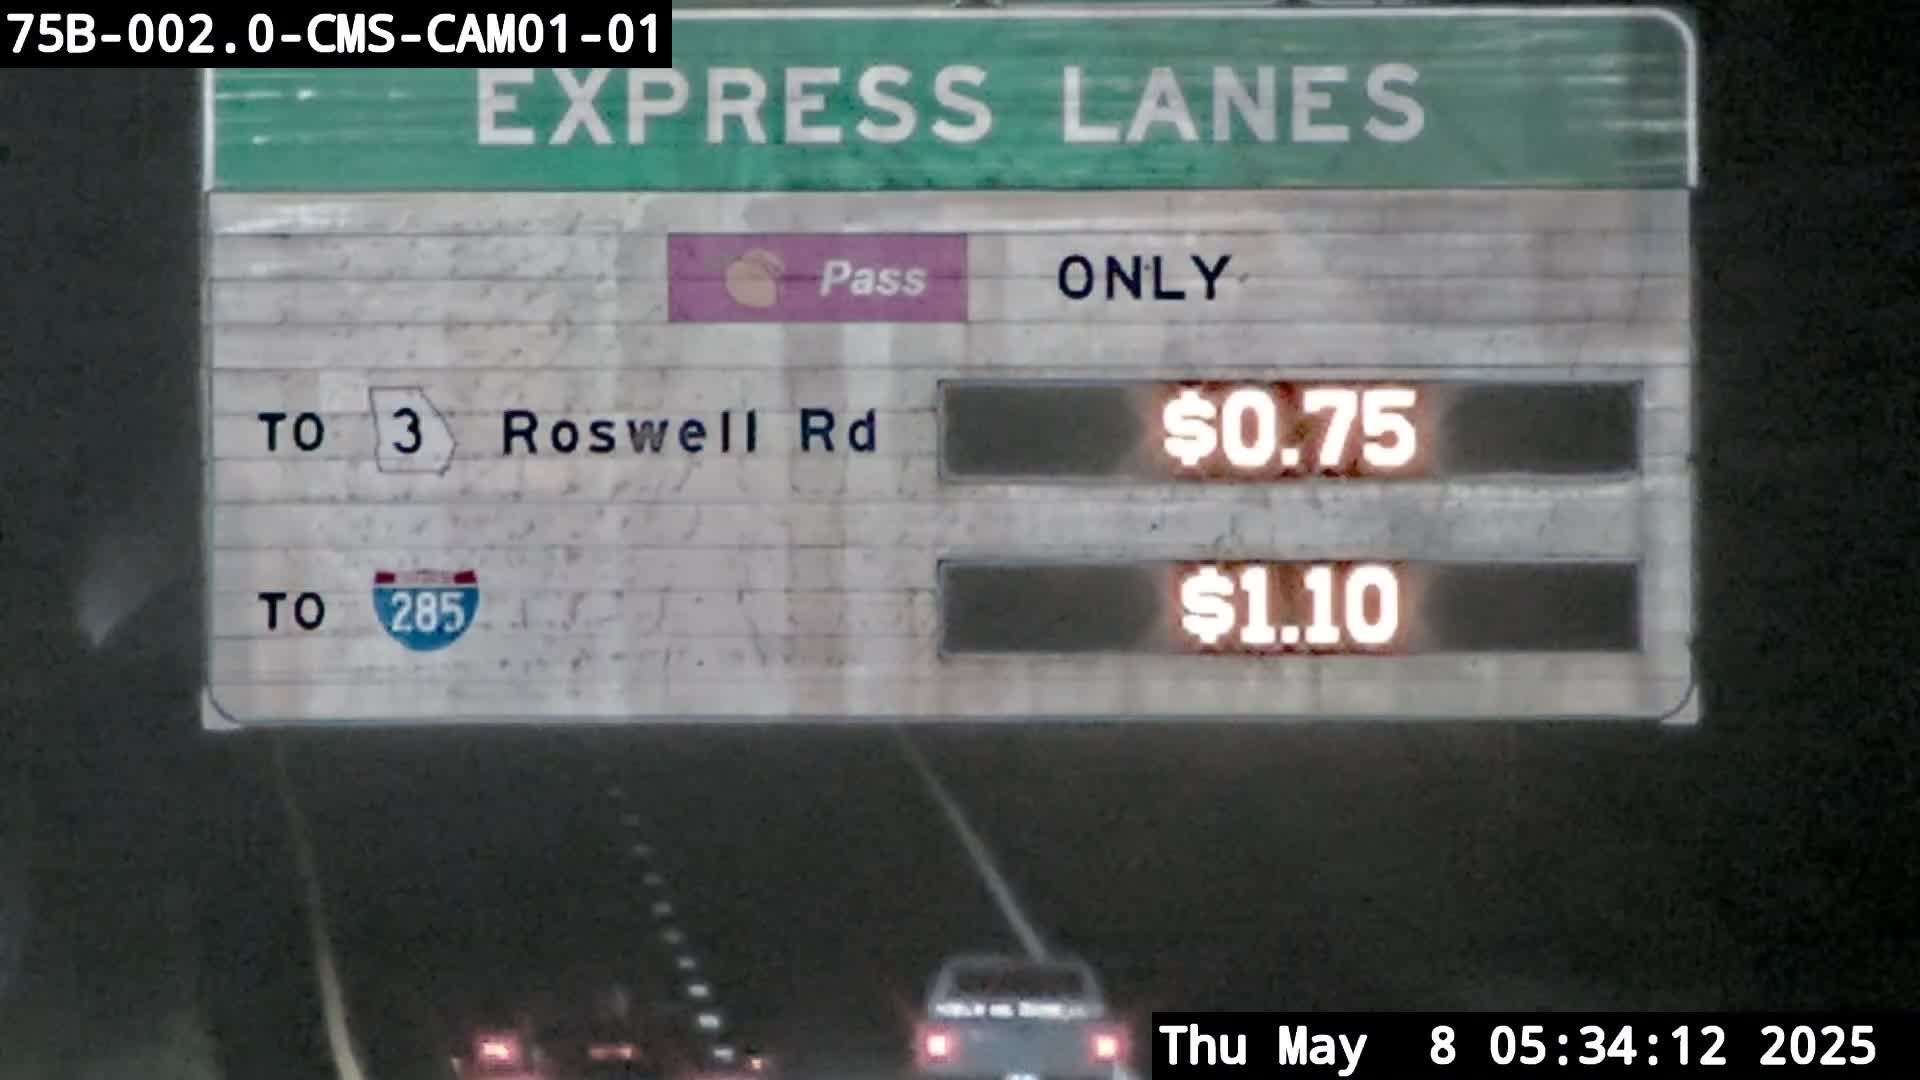 75B-002.0-CMS-CAM01-01
EXPRESS LANES
Pass ONLY
TO 3 Roswell Rd $0.75
TO 285 $1.10
Thu May 8 05:34:12 2025